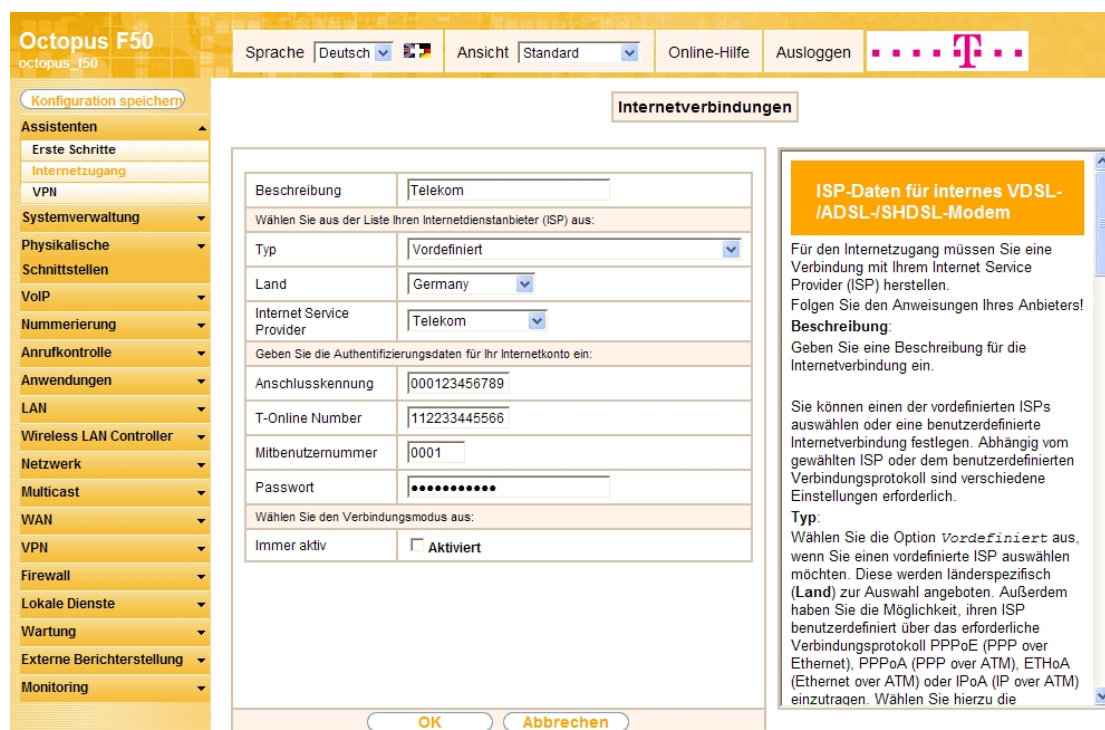 Octopus F50
octopus_f50
Sprache Deutsch
Ansicht Standard
Online-Hilfe
Ausloggen
T
Konfiguration speichern
Assistenten
Erste Schritte
Internetzugang
VPN
Systemverwaltung
Physikalische
Schnittstellen
VoIP
Nummerierung
Anrufkontrolle
Anwendungen
LAN
Wireless LAN Controller
Netzwerk
Multicast
WAN
VPN
Firewall
Lokale Dienste
Wartung
Externe Berichterstellung
Monitoring
Internetverbindungen
Beschreibung Telekom
Wählen Sie aus der Liste Ihren Internetdienstanbieter (ISP) aus:
Typ Vordefiniert
Land Germany
Internet Service
Provider
Telekom
Geben Sie die Authentifizierungsdaten für Ihr Internetkonto ein:
Anschlusskennung 000123456789
T-Online Number 112233445566
Mitbenutzernummer 0001
Passwort •••••••••••
Wählen Sie den Verbindungsmodus aus:
Immer aktiv Aktiviert
OK
Abbrechen
ISP-Daten für internes VDSL-
/ADSL-/SHDSL-Modem
Für den Internetzugang müssen Sie eine
Verbindung mit Ihrem Internet Service
Provider (ISP) herstellen.
Folgen Sie den Anweisungen Ihres Anbieters!
Beschreibung:
Geben Sie eine Beschreibung für die
Internetverbindung ein.
Sie können einen der vordefinierten ISPs
auswählen oder eine benutzerdefinierte
Internetverbindung festlegen. Abhängig vom
gewählten ISP oder dem benutzerdefinierten
Verbindungsprotokoll sind verschiedene
Einstellungen erforderlich.
Typ:
Wählen Sie die Option Vordefiniert aus,
wenn Sie einen vordefinierte ISP auswählen
möchten. Diese werden länderspezifisch
(Land) zur Auswahl angeboten. Außerdem
haben Sie die Möglichkeit, ihren ISP
benutzerdefiniert über das erforderliche
Verbindungsprotokoll PPPoE (PPP over
Ethernet), PPPoA (PPP over ATM), ETHoA
(Ethernet over ATM) oder IPoA (IP over ATM)
einzutragen. Wählen Sie hierzu die